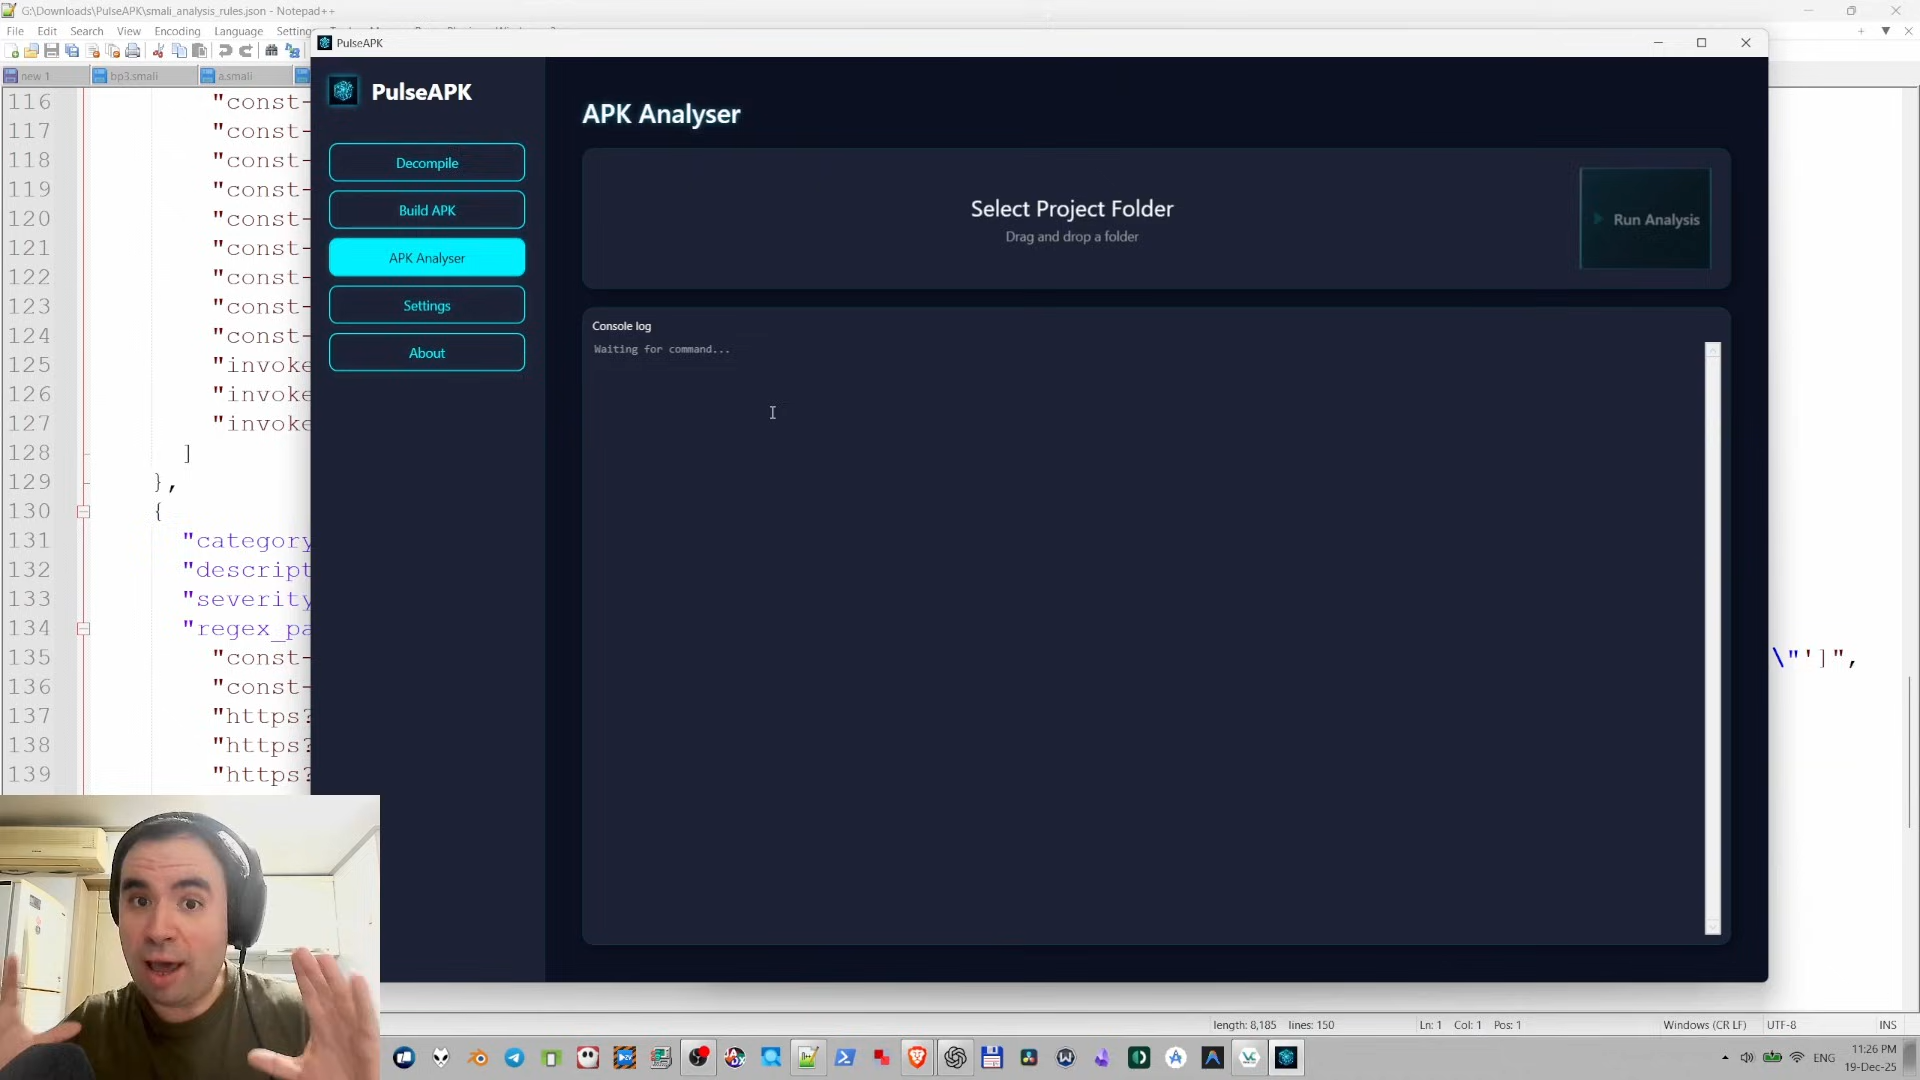 G:\Downloads\PulseAPK\smali_analysis_rules.json - Notepad++
File Edit Search View Encoding Language
new 1 bp3.smali a.smali
PulseAPK
PulseAPK
Decompile
Build APK
APK Analyser
Settings
About
APK Analyser
Select Project Folder
Drag and drop a folder
Run Analysis
Console log
Waiting for command...
116 "const-
117 "const-
118 "const-
119 "const-
120 "const-
121 "const-
122 "const-
123 "const-
124 "const-
125 "invoke
126 "invoke
127 "invoke
128 ]
129 },
130 {
131 "category
132 "descript
133 "severity
134 "regex_pa
135 "const- \"']",
136 "const-
137 "https?
138 "https?
139 "https?
length: 8,185 lines: 150 Ln: 1 Col: 1 Pos: 1 Windows (CR LF) UTF-8 INS
ENG
11:26 PM
19-Dec-25